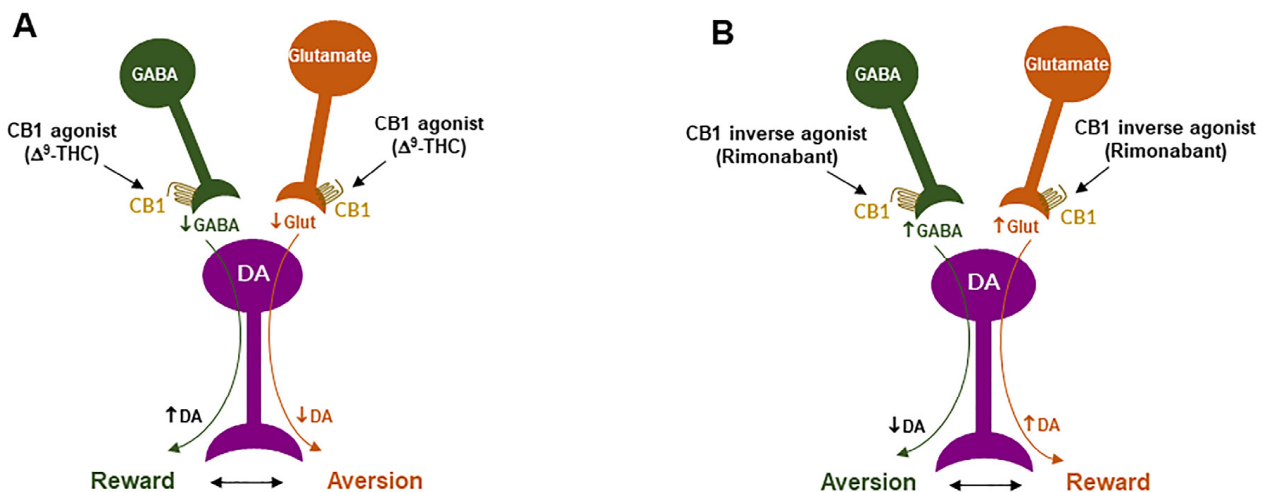 A
GABA
Glutamate
CB1 agonist
(Δ⁹-THC)
CB1 agonist
(Δ⁹-THC)
CB1
CB1
↓GABA
↓Glut
DA
↑DA
↓DA
Reward
Aversion
B
GABA
Glutamate
CB1 inverse agonist
(Rimonabant)
CB1 inverse agonist
(Rimonabant)
CB1
CB1
↑GABA
↑Glut
DA
↓DA
↑DA
Aversion
Reward